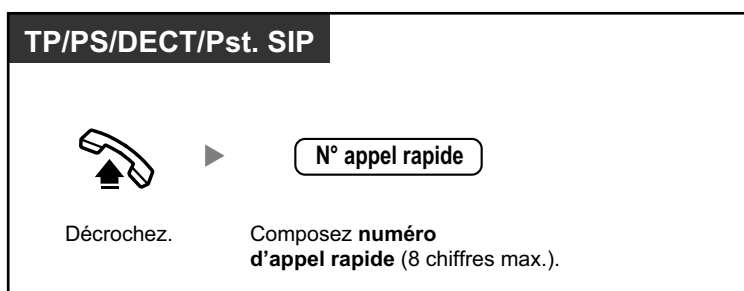 TP/PS/DECT/Pst. SIP
N° appel rapide
Décrochez.
Composez numéro
d'appel rapide (8 chiffres max.).